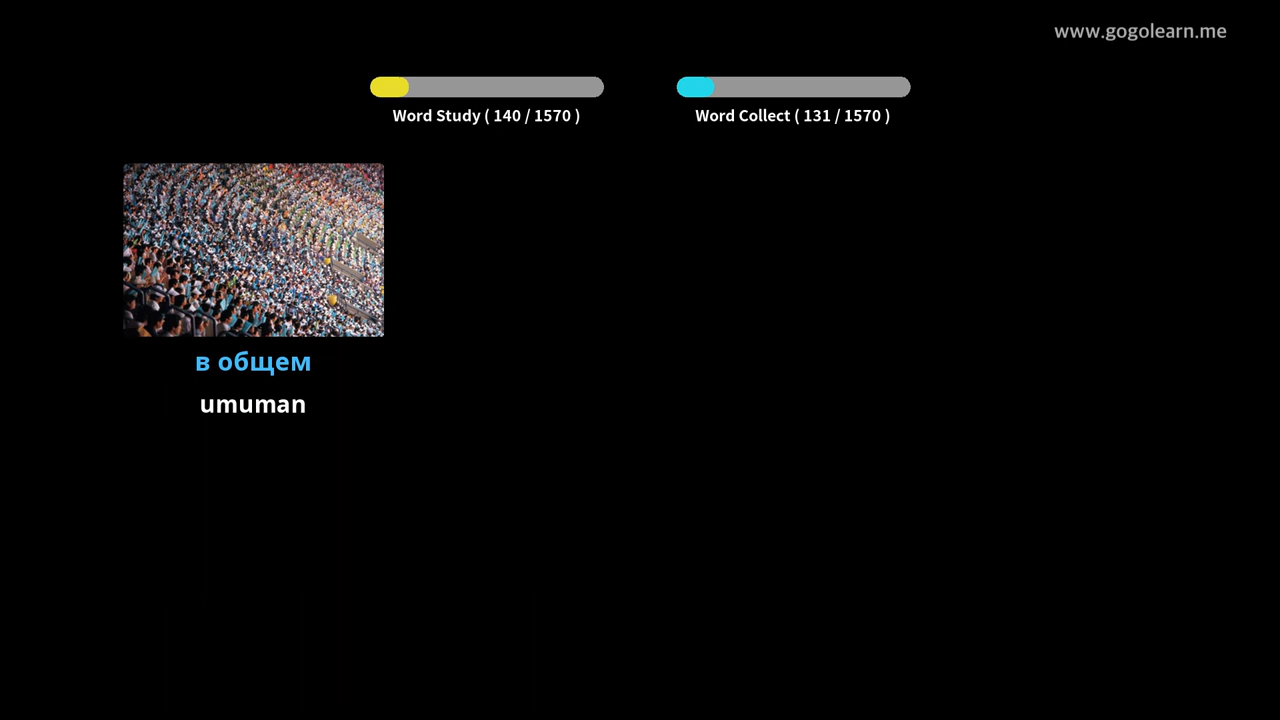 www.gogolearn.me
Word Study ( 140 / 1570 )
Word Collect ( 131 / 1570 )
в общем
umuman